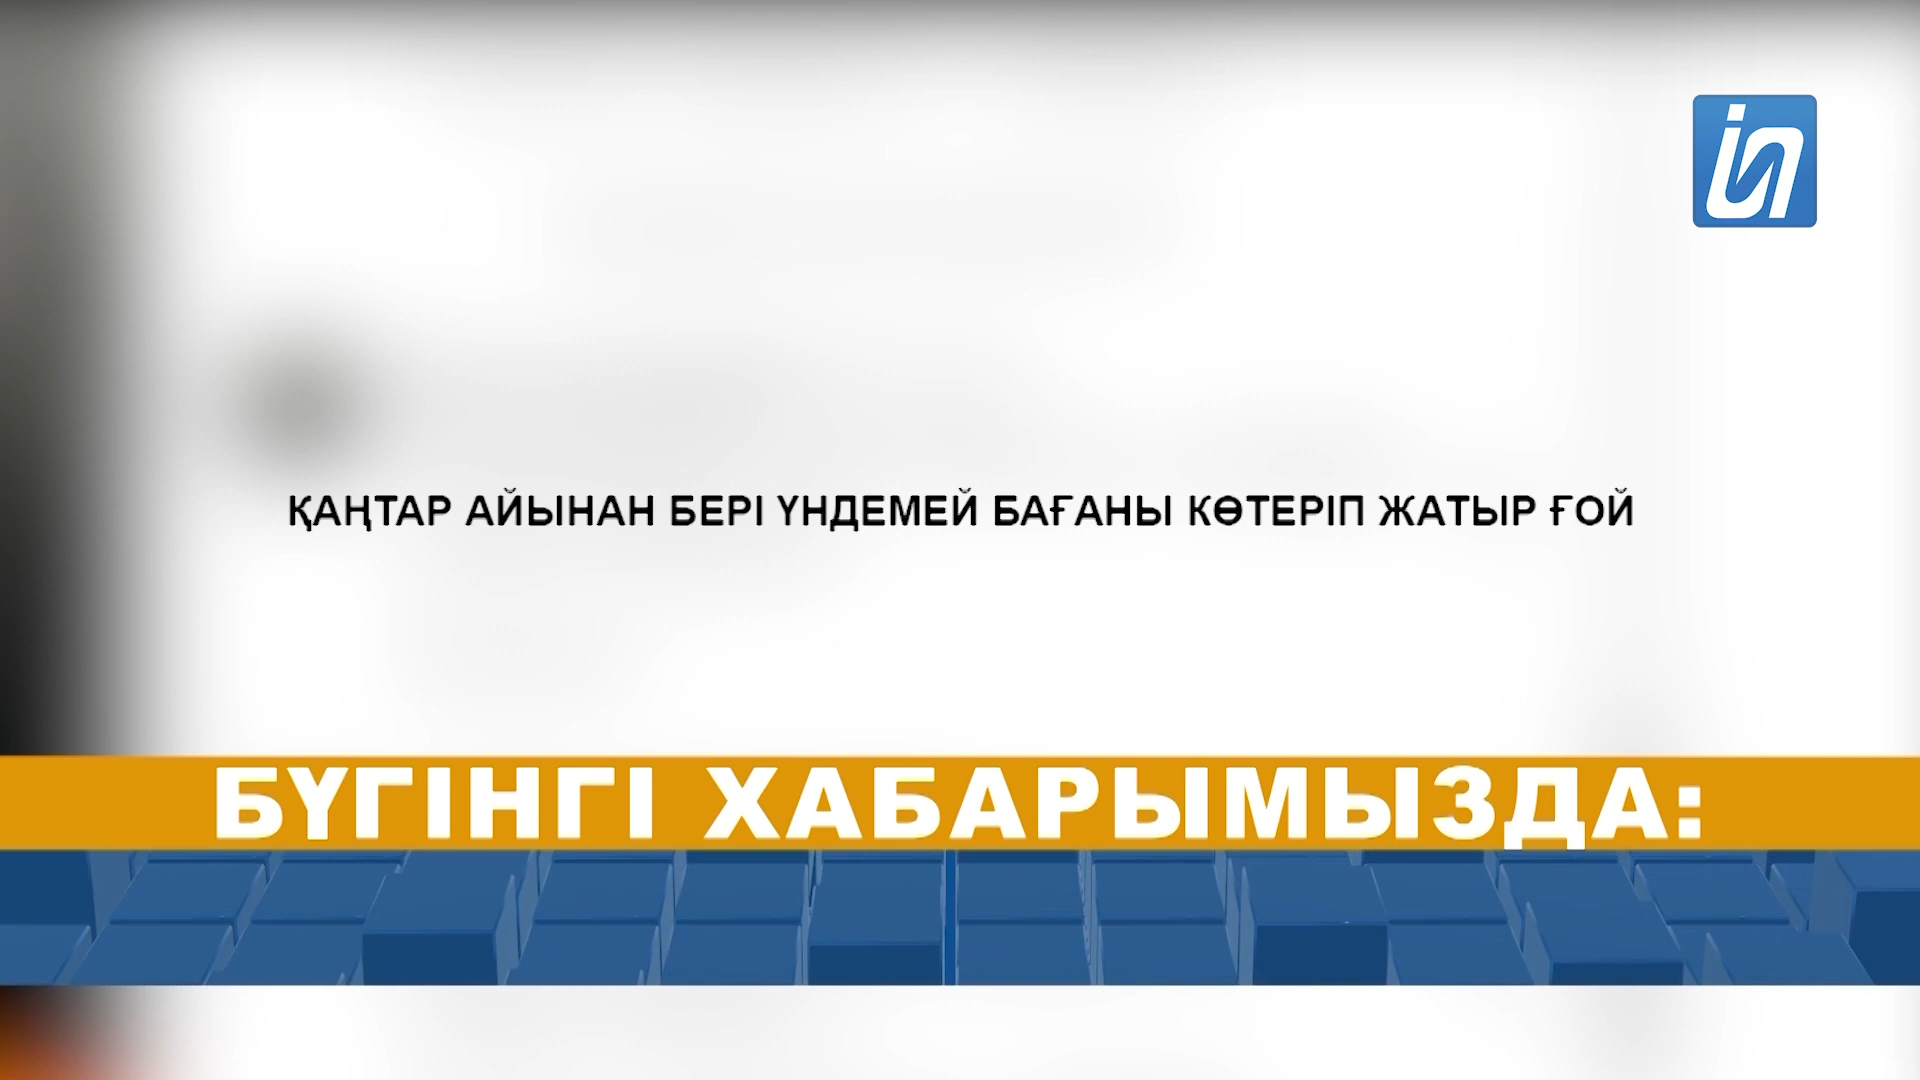 ҚАҢТАР АЙЫНАН БЕРІ ҮНДЕМЕЙ БАҒАНЫ КӨТЕРІП ЖАТЫР ҒОЙ
БҮГІНГІ ХАБАРЫМЫЗДА: